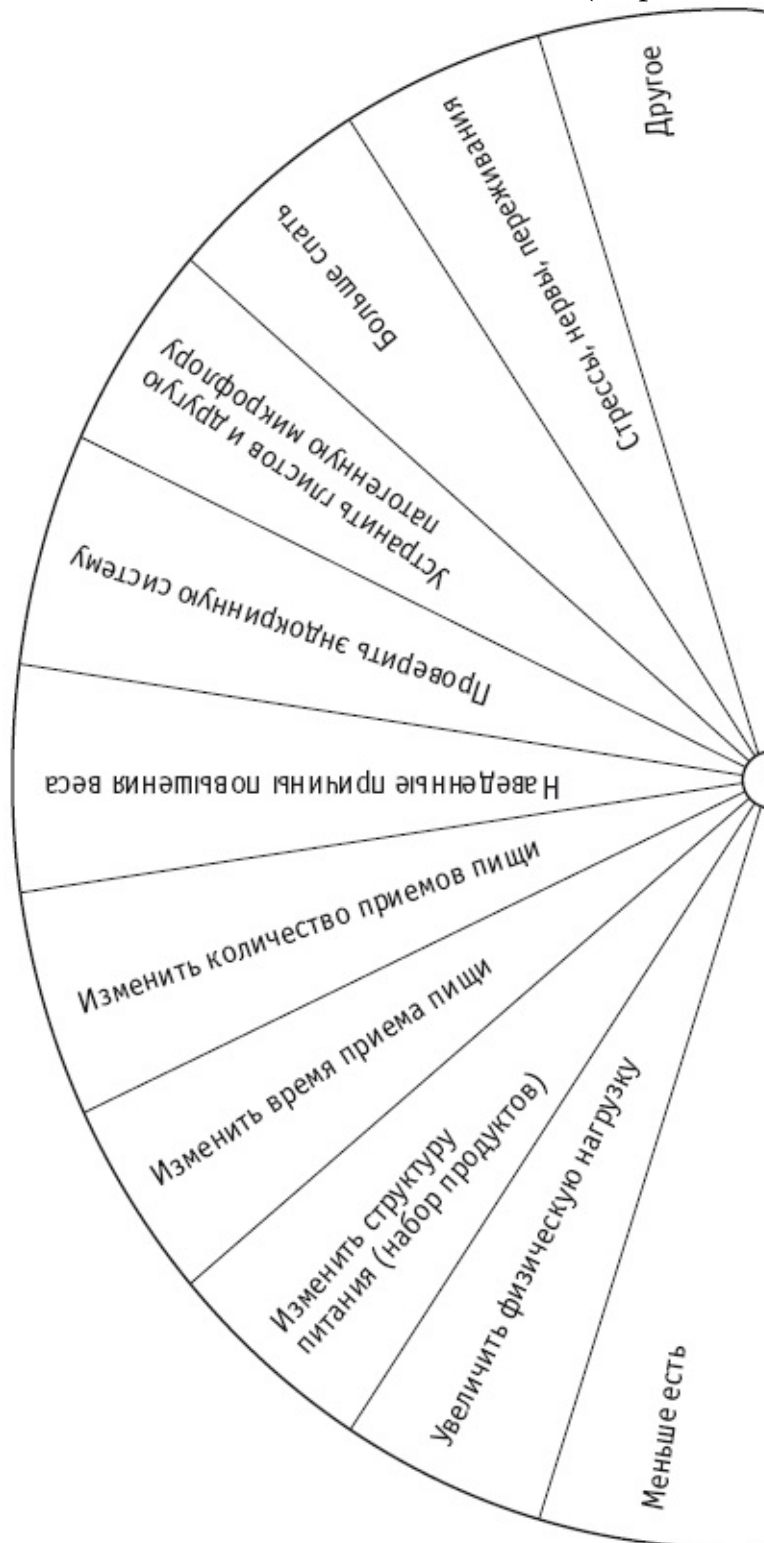 Меньше есть
Увеличить физическую нагрузку
Изменить структуру
питания (набор продуктов)
Изменить время приема пищи
Изменить количество приемов пищи
Наведенные причины повышения веса
Проверить эндокринную систему
Устранить глистов и другую
патогенную микрофлору
Больше спать
Стрессы, нервы, переживания
Другое